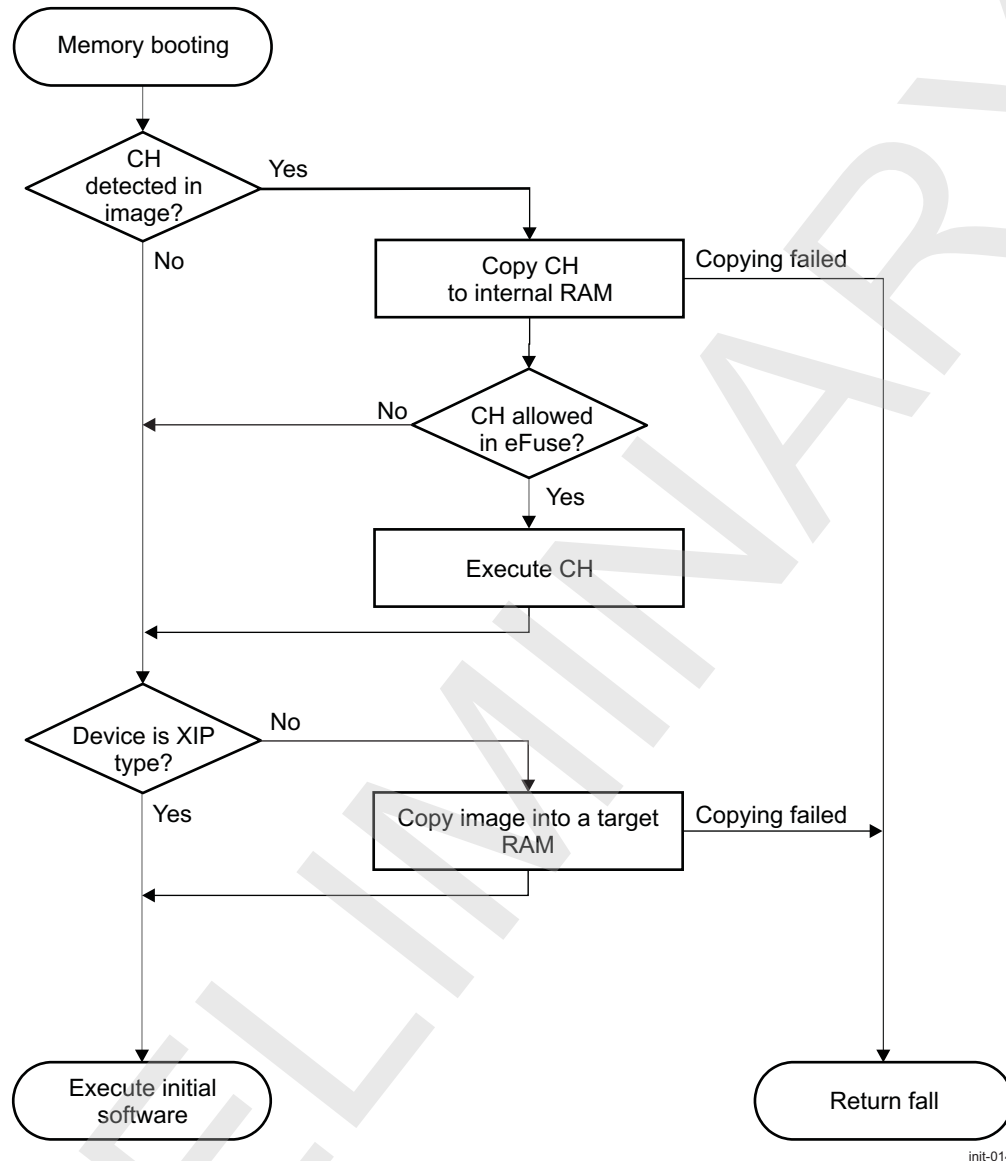 Memory booting
CH
detected in
image?
Yes
No
Copy CH
to internal RAM
Copying failed
No
CH allowed
in eFuse?
Yes
Execute CH
Device is XIP
type?
No
Yes
Copy image into a target
RAM
Copying failed
Execute initial
software
Return fall